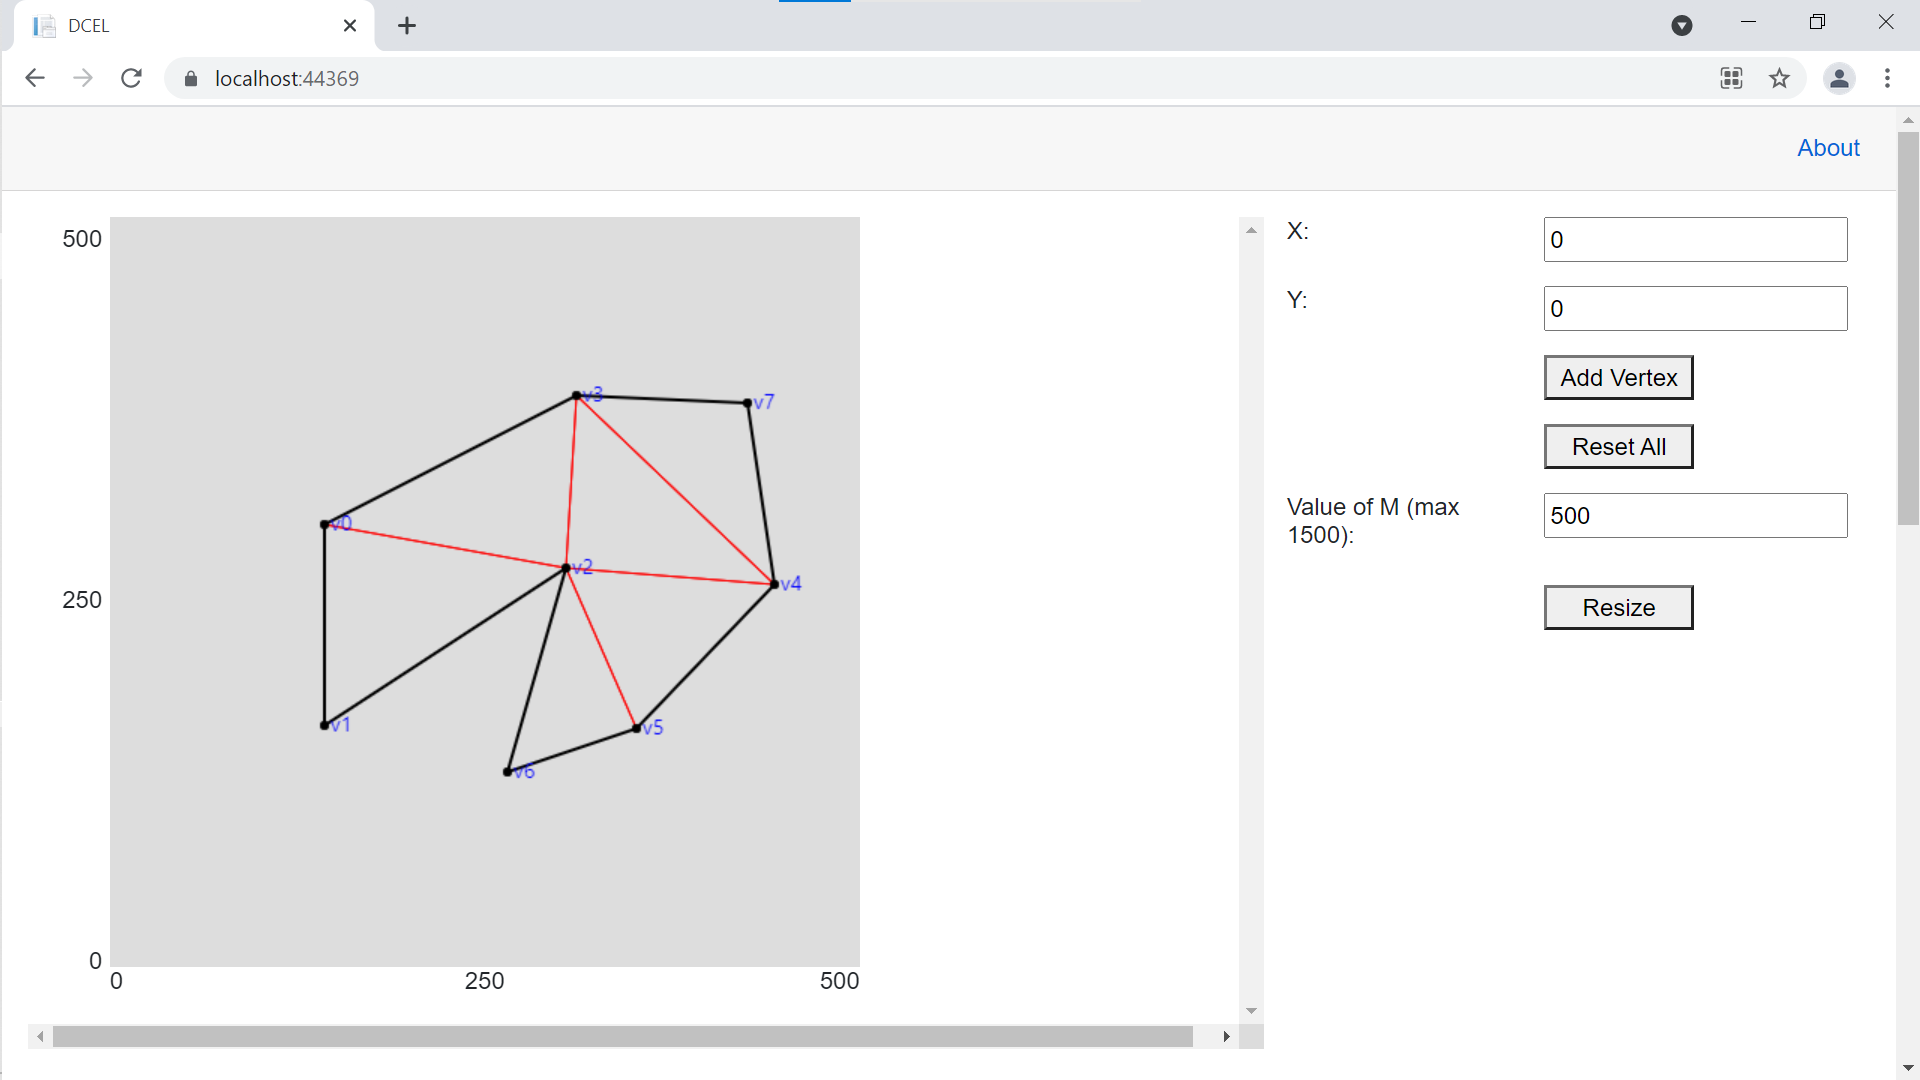 DCEL
localhost:44369
About
500
250
0
0 250 500
v3
v7
v0
v2
v4
v1
v5
v6
X:
0
Y:
0
Add Vertex
Reset All
Value of M (max
1500):
500
Resize